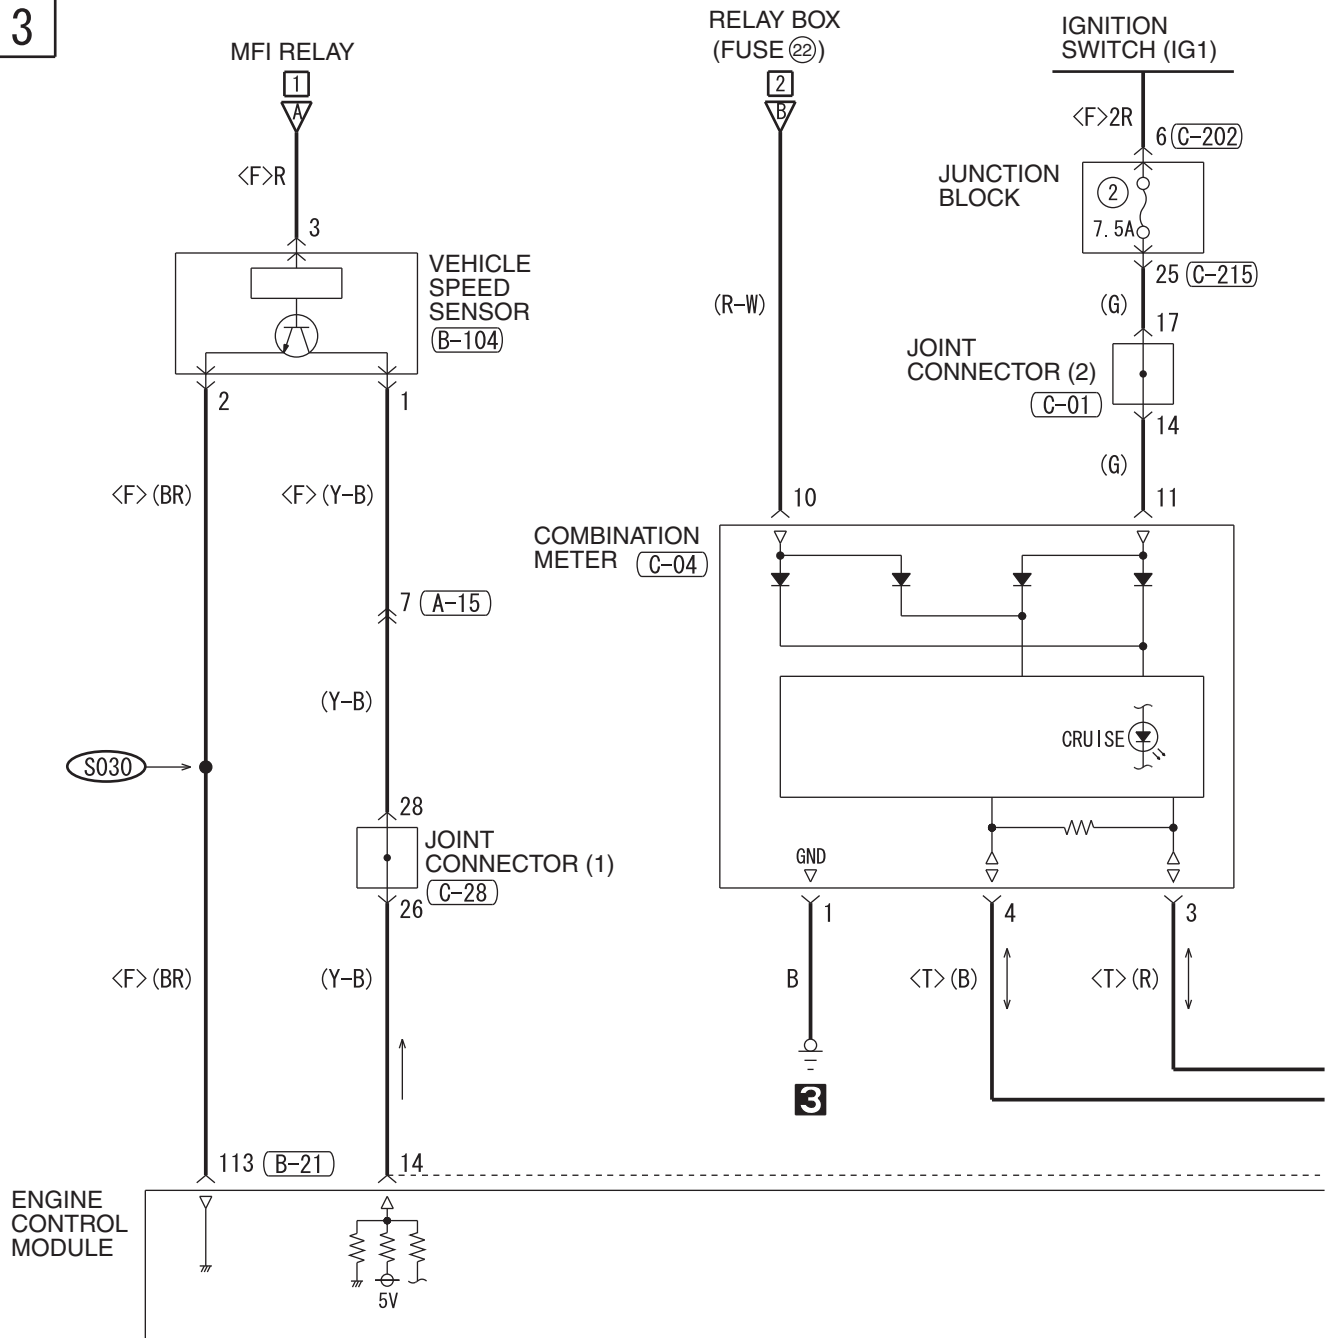 3
MFI RELAY
1
A
<F>R
3
VEHICLE
SPEED
SENSOR
B-104
2
1
<F>(BR)
<F>(Y-B)
7 A-15
(Y-B)
S030
28
JOINT
CONNECTOR (1)
C-28
26
<F>(BR)
(Y-B)
113 B-21
14
ENGINE
CONTROL
MODULE
5V
RELAY BOX
(FUSE 22)
2
B
(R-W)
10
IGNITION
SWITCH (IG1)
<F>2R
6 C-202
JUNCTION
BLOCK
2
7.5A
25 C-215
(G)
17
JOINT
CONNECTOR (2)
C-01
14
(G)
11
COMBINATION
METER C-04
CRUISE
GND
1
4
3
B
<T>(B)
<T>(R)
3